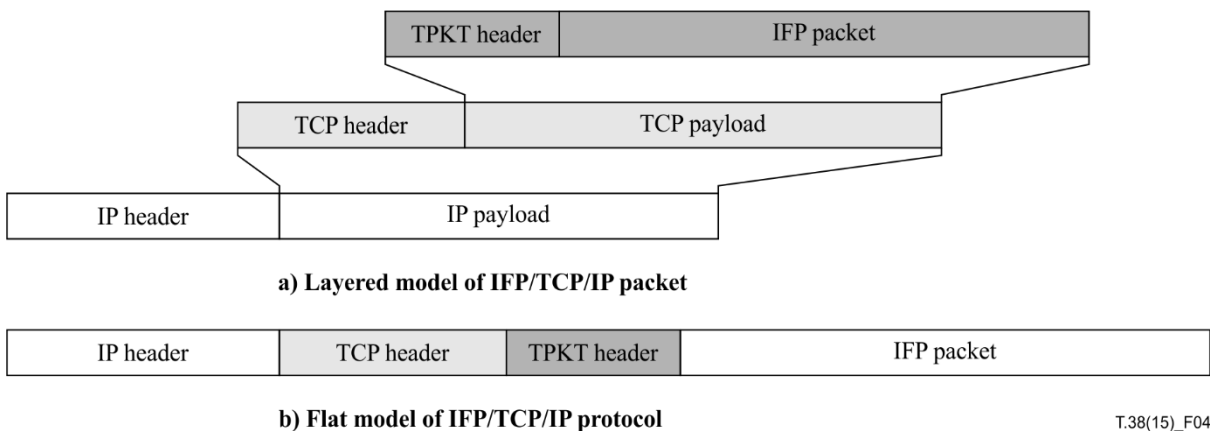 TPKT header IFP packet
TCP header TCP payload
IP header IP payload
a) Layered model of IFP/TCP/IP packet
IP header TCP header TPKT header IFP packet
b) Flat model of IFP/TCP/IP protocol
T.38(15)_F04